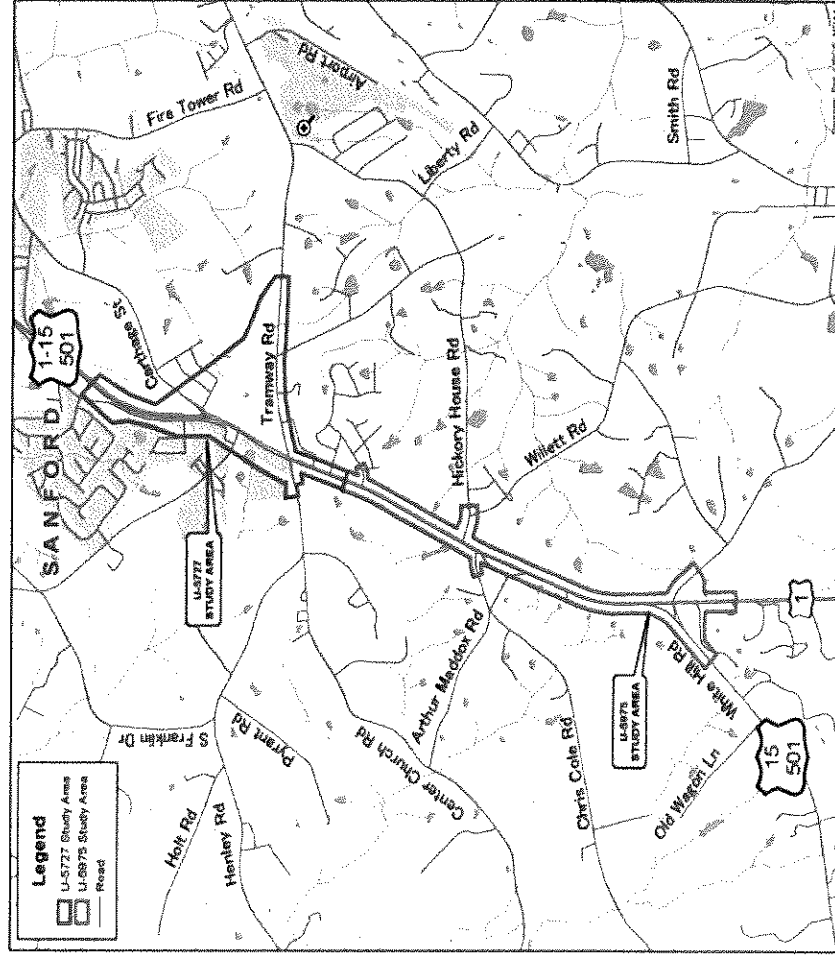 Legend
U-5727 Study Area
U-5975 Study Area
Road
SANFORD
1-15
501
Carthage St
Fire Tower Rd
Airport Rd
Tramway Rd
Liberty Rd
Smith Rd
Hickory House Rd
Willett Rd
U-5727
STUDY AREA
S Franklin Dr
Holt Rd
Henley Rd
Pyrant Rd
Center Church Rd
Arthur Maddox Rd
Chris Cole Rd
U-5975
STUDY AREA
White Hill Rd
Old Wagon Ln
15
501
1